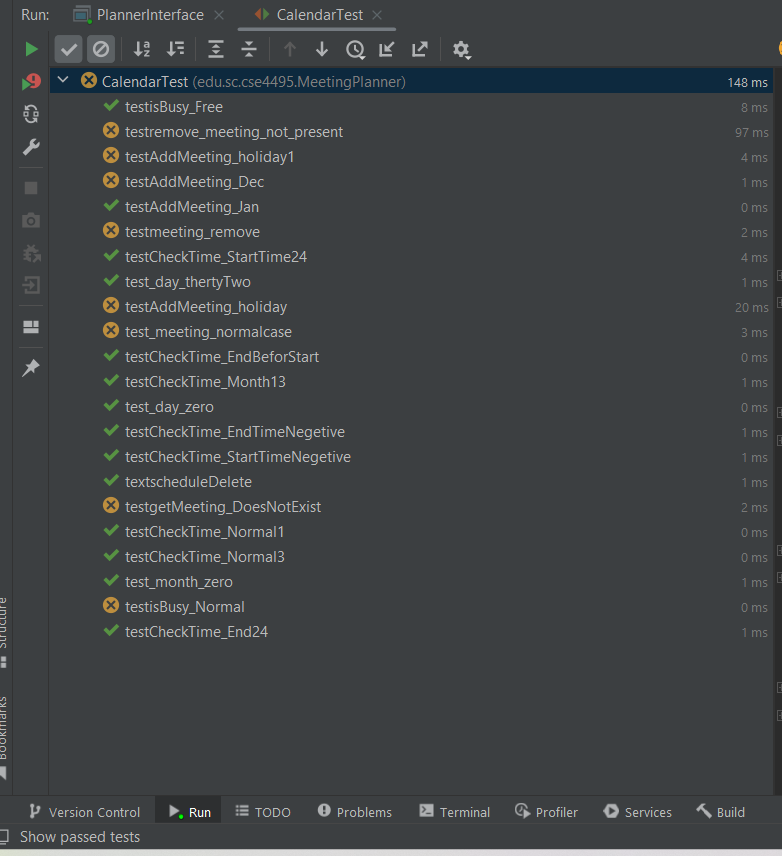 Run: PlannerInterface × CalendarTest ×
CalendarTest (edu.sc.cse4495.MeetingPlanner) 148 ms
testisBusy_Free 8 ms
testremove_meeting_not_present 97 ms
testAddMeeting_holiday1 4 ms
testAddMeeting_Dec 1 ms
testAddMeeting_Jan 0 ms
testmeeting_remove 2 ms
testCheckTime_StartTime24 4 ms
test_day_thertyTwo 1 ms
testAddMeeting_holiday 20 ms
test_meeting_normalcase 3 ms
testCheckTime_EndBeforStart 0 ms
testCheckTime_Month13 1 ms
test_day_zero 0 ms
testCheckTime_EndTimeNegetive 1 ms
testCheckTime_StartTimeNegetive 1 ms
textscheduleDelete 1 ms
testgetMeeting_DoesNotExist 2 ms
testCheckTime_Normal1 0 ms
testCheckTime_Normal3 0 ms
test_month_zero 1 ms
testisBusy_Normal 0 ms
testCheckTime_End24 1 ms
Structure
Bookmarks
Version Control Run TODO Problems Terminal Profiler Services Build
Show passed tests